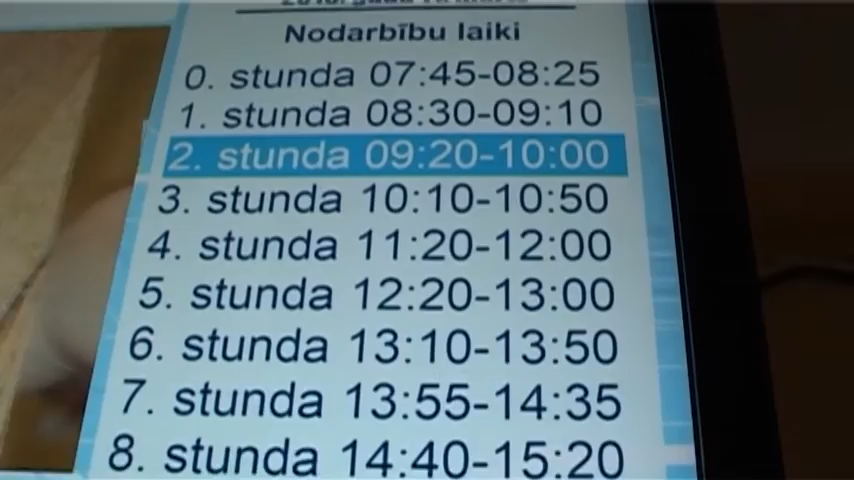 Nodarbību laiki
0. stunda 07:45-08:25
1. stunda 08:30-09:10
2. stunda 09:20-10:00
3. stunda 10:10-10:50
4. stunda 11:20-12:00
5. stunda 12:20-13:00
6. stunda 13:10-13:50
7. stunda 13:55-14:35
8. stunda 14:40-15:20